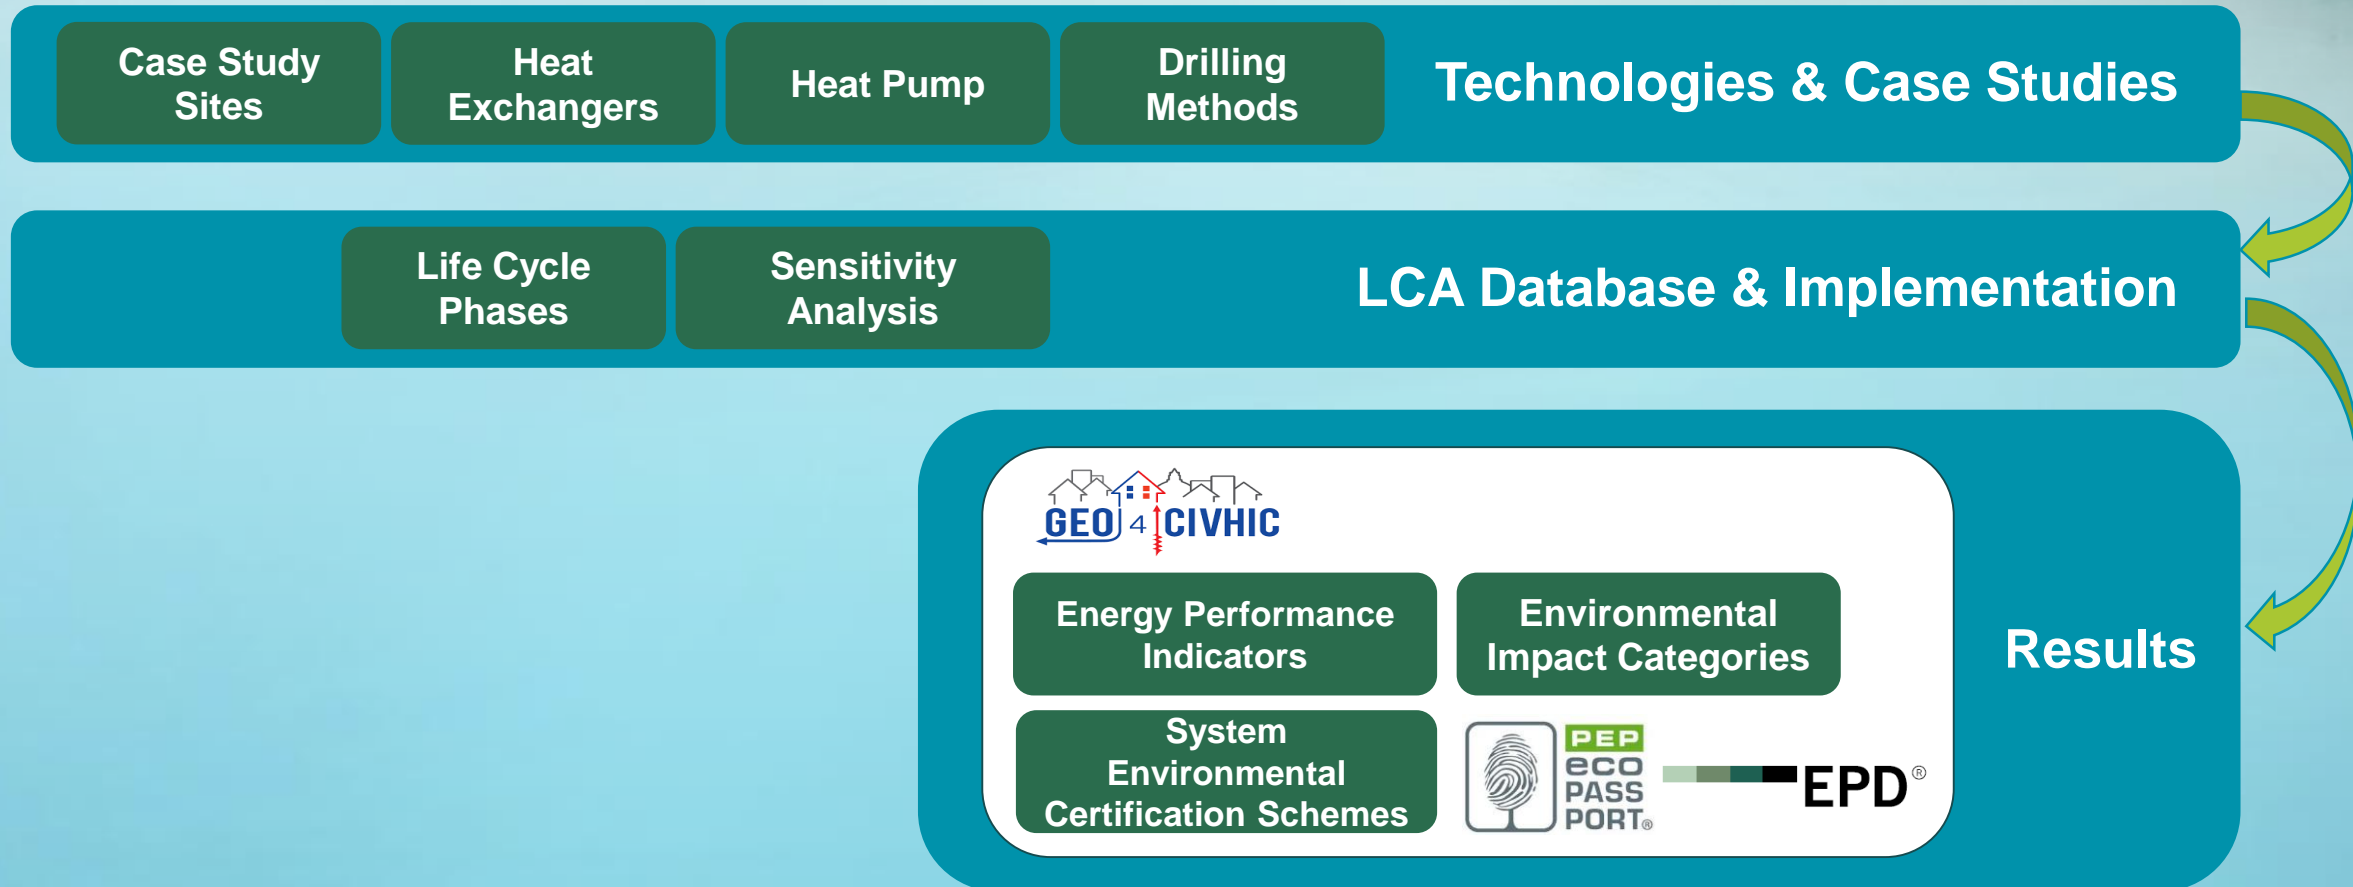 Case Study
Sites
Heat
Exchangers
Heat Pump
Drilling
Methods
Technologies & Case Studies
Life Cycle
Phases
Sensitivity
Analysis
LCA Database & Implementation
GEO 4 CIVHIC
Energy Performance
Indicators
Environmental
Impact Categories
System
Environmental
Certification Schemes
PEP
eco
PASS
PORT®
EPD®
Results